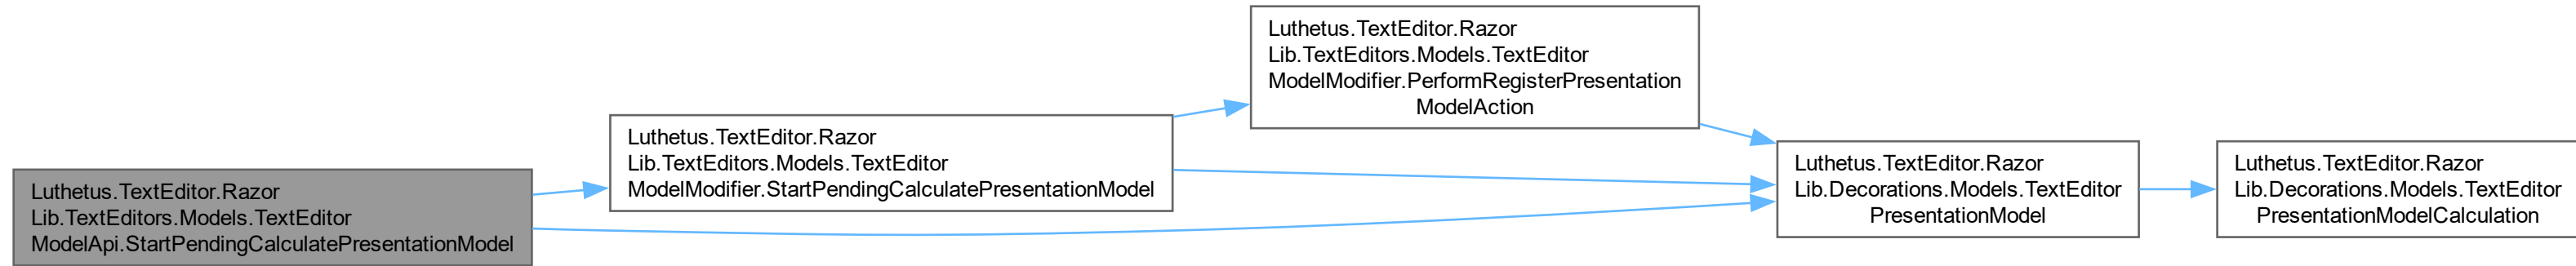 Luthetus.TextEditor.Razor
Lib.TextEditors.Models.TextEditor
ModelApi.StartPendingCalculatePresentationModel
Luthetus.TextEditor.Razor
Lib.TextEditors.Models.TextEditor
ModelModifier.StartPendingCalculatePresentationModel
Luthetus.TextEditor.Razor
Lib.TextEditors.Models.TextEditor
ModelModifier.PerformRegisterPresentation
ModelAction
Luthetus.TextEditor.Razor
Lib.Decorations.Models.TextEditor
PresentationModel
Luthetus.TextEditor.Razor
Lib.Decorations.Models.TextEditor
PresentationModelCalculation